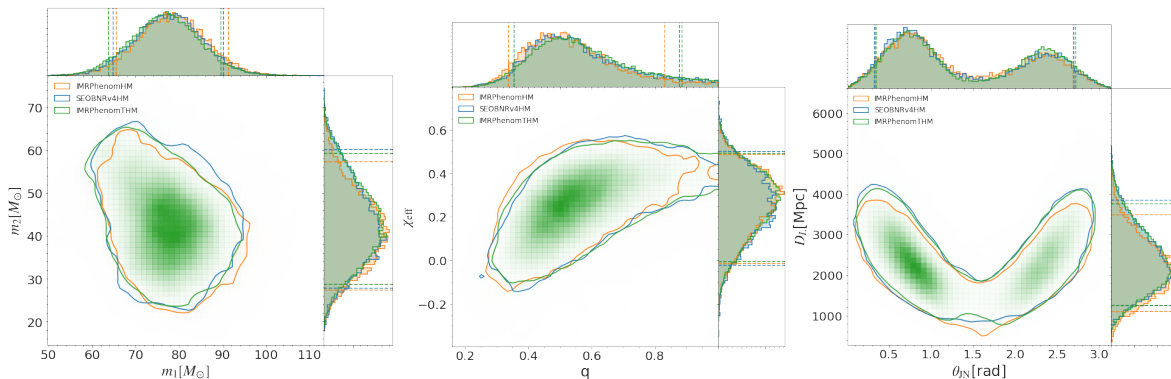 IMRPhenomHM
SEOBNRv4HM
IMRPhenomTHM
m₂[M⊙]
70
60
50
40
30
20
50 60 70 80 90 100 110
m₁[M⊙]
IMRPhenomHM
SEOBNRv4HM
IMRPhenomTHM
χeff
0.6
0.4
0.2
0.0
−0.2
0.2 0.4 0.6 0.8
q
IMRPhenomHM
SEOBNRv4HM
IMRPhenomTHM
D_L[Mpc]
6000
5000
4000
3000
2000
1000
0.5 1.0 1.5 2.0 2.5 3.0
θJN[rad]